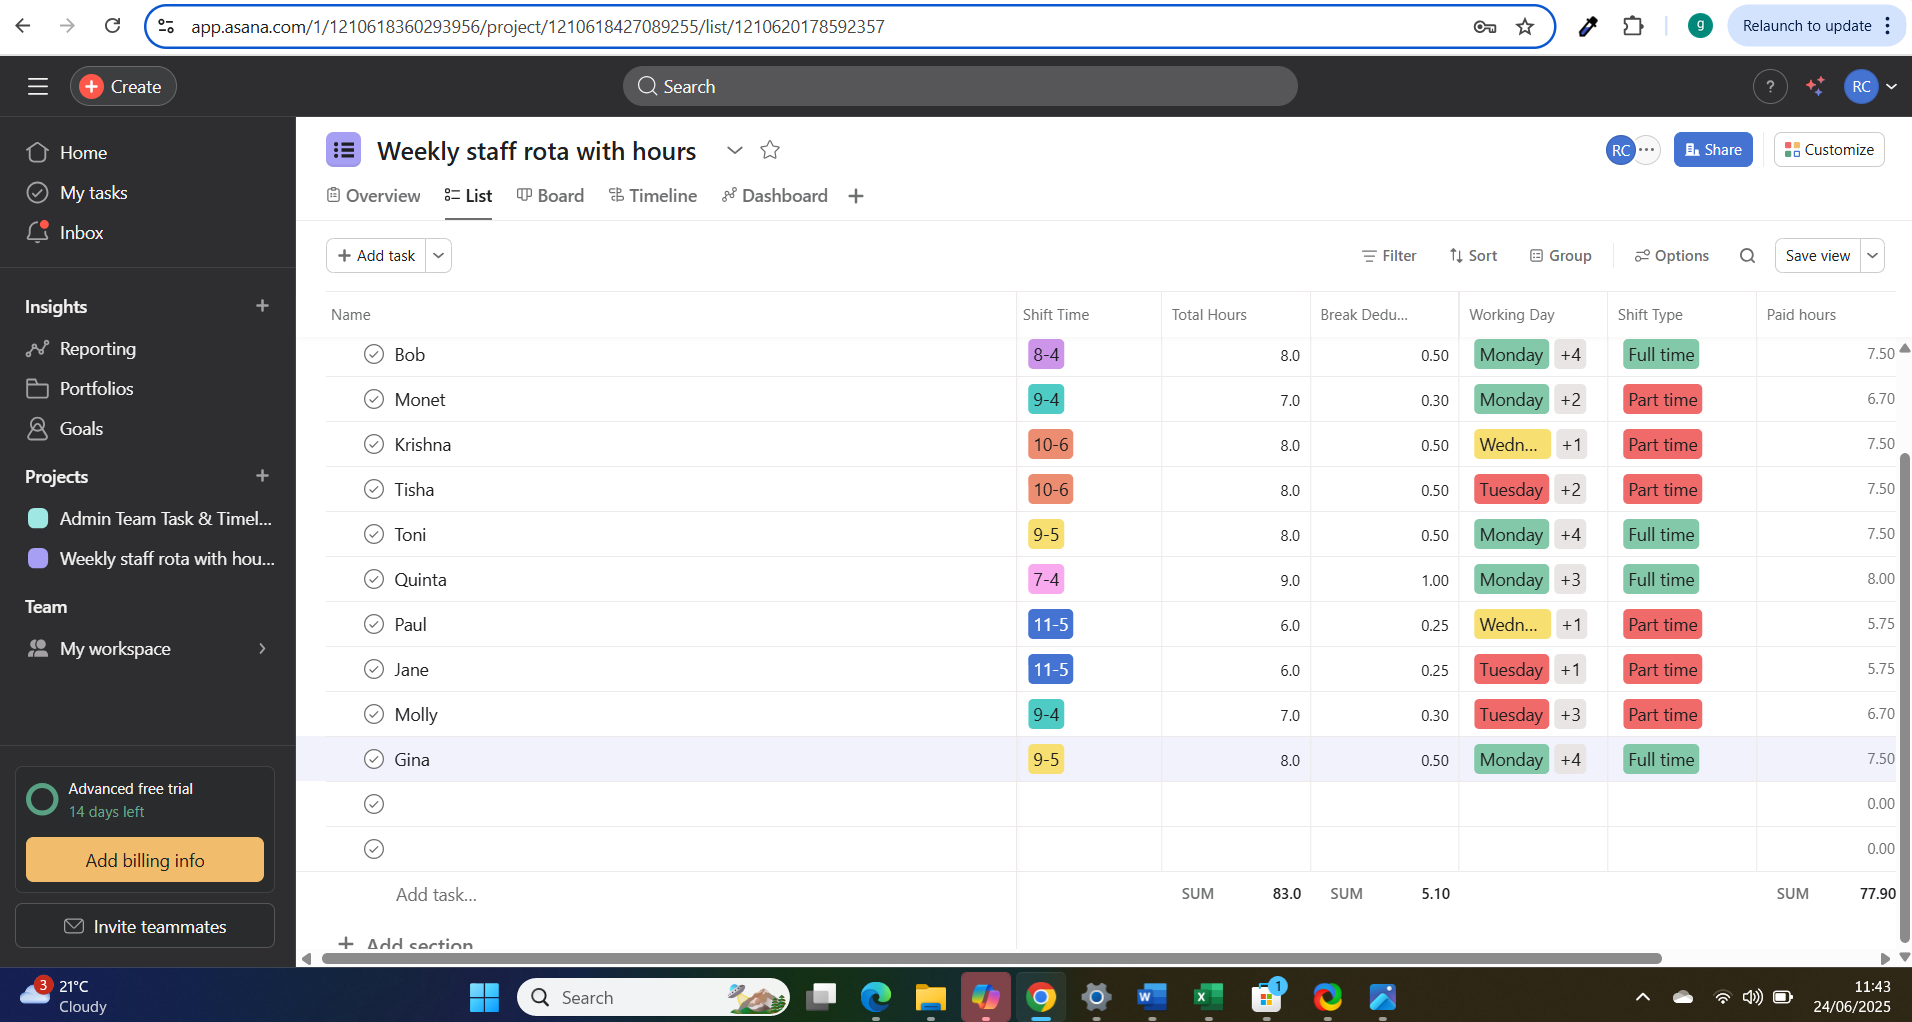 app.asana.com/1/1210618360293956/project/1210618427089255/list/1210620178592357
g
Relaunch to update
Create
Search
?
RC
Home
My tasks
Inbox
Insights
Reporting
Portfolios
Goals
Projects
Admin Team Task & Timel...
Weekly staff rota with hou...
Team
My workspace
Advanced free trial
14 days left
Add billing info
Invite teammates
Weekly staff rota with hours
RC
Share
Customize
Overview List Board Timeline Dashboard
Add task
Filter Sort Group Options Save view
Name Shift Time Total Hours Break Dedu... Working Day Shift Type Paid hours
Bob 8-4 8.0 0.50 Monday +4 Full time 7.50
Monet 9-4 7.0 0.30 Monday +2 Part time 6.70
Krishna 10-6 8.0 0.50 Wedn... +1 Part time 7.50
Tisha 10-6 8.0 0.50 Tuesday +2 Part time 7.50
Toni 9-5 8.0 0.50 Monday +4 Full time 7.50
Quinta 7-4 9.0 1.00 Monday +3 Full time 8.00
Paul 11-5 6.0 0.25 Wedn... +1 Part time 5.75
Jane 11-5 6.0 0.25 Tuesday +1 Part time 5.75
Molly 9-4 7.0 0.30 Tuesday +3 Part time 6.70
Gina 9-5 8.0 0.50 Monday +4 Full time 7.50
0.00
0.00
Add task... SUM 83.0 SUM 5.10 SUM 77.90
Add section
3
21°C
Cloudy
Search
1
11:43
24/06/2025